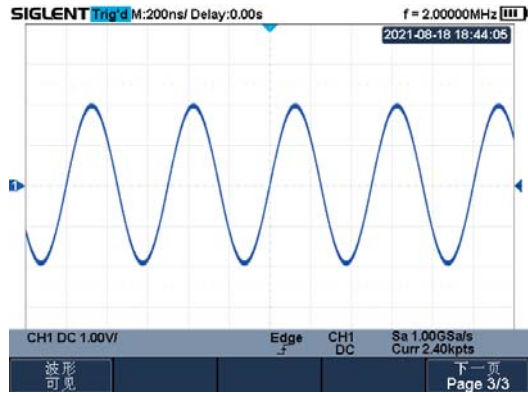 SIGLENT Trig'd M:200ns/ Delay:0.00s f = 2.00000MHz
2021-08-18 18:44:05
1
CH1 DC 1.00V/ Edge CH1 Sa 1.00GSa/s
DC Curr 2.40kpts
波形 下一页
可见 Page 3/3